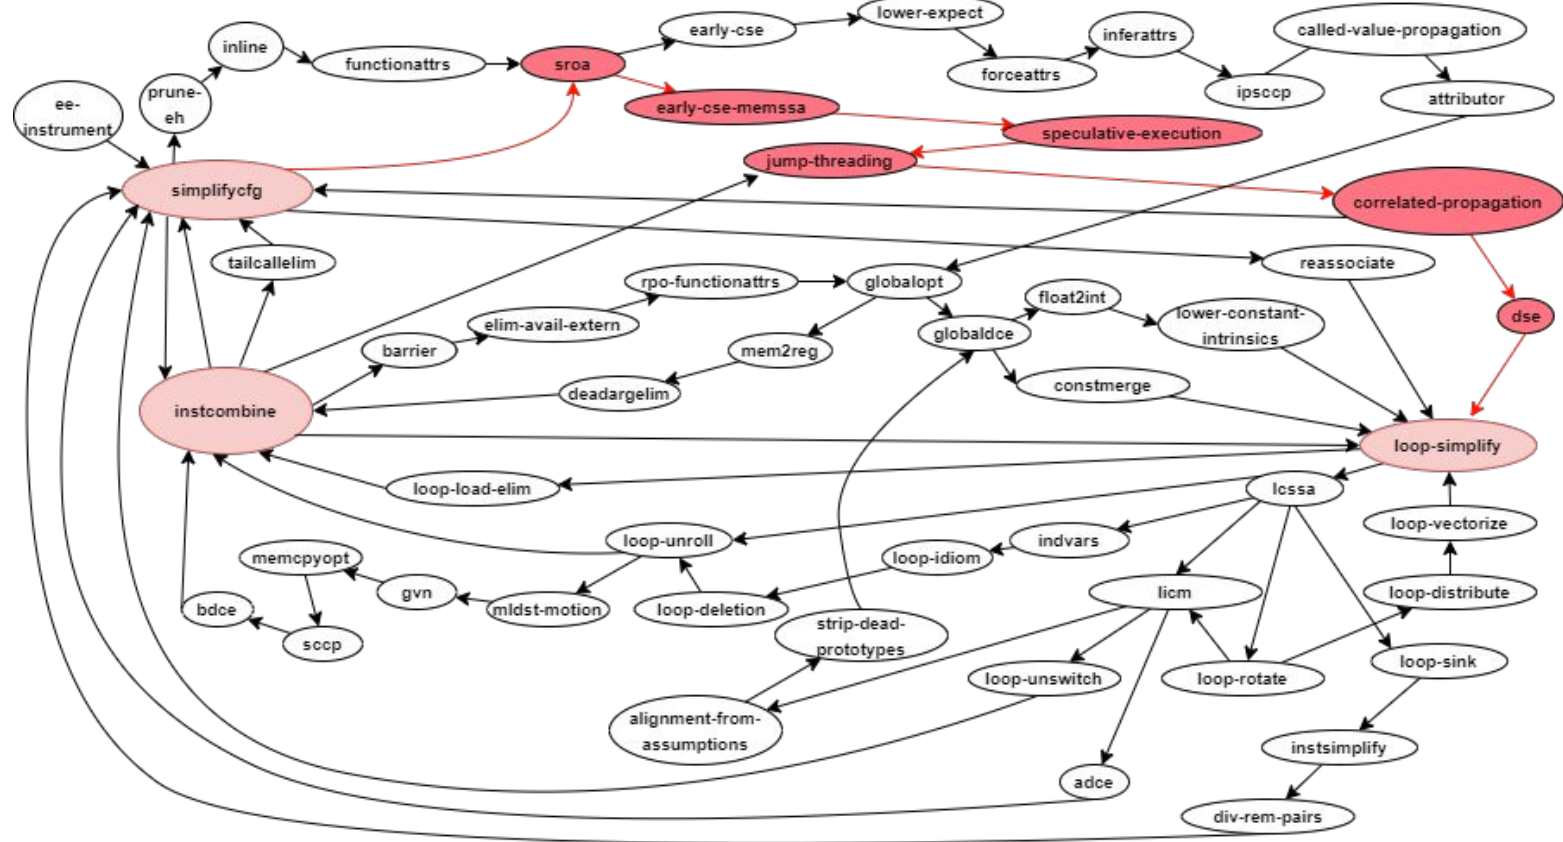 lower-expect
early-cse
called-value-propagation
inferattrs
inline
functionattrs
sroa
forceattrs
ipsccp
attributor
ee-
instrument
prune-
eh
early-cse-memssa
speculative-execution
jump-threading
simplifycfg
correlated-propagation
tailcallelim
reassociate
rpo-functionattrs
globalopt
float2int
elim-avail-extern
globaldce
lower-constant-
intrinsics
dse
barrier
mem2reg
deadargelim
constmerge
instcombine
loop-simplify
loop-load-elim
lcssa
loop-vectorize
loop-unroll
indvars
memcpyopt
loop-idiom
gvn
licm
loop-distribute
bdce
mldst-motion
loop-deletion
sccp
strip-dead-
prototypes
loop-sink
loop-unswitch
loop-rotate
alignment-from-
assumptions
instsimplify
adce
div-rem-pairs